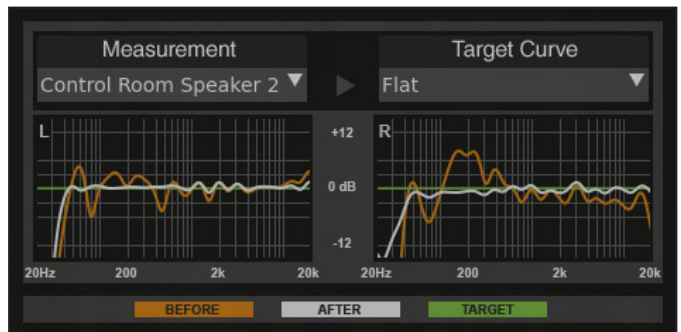 Measurement
Target Curve
Control Room Speaker 2
Flat
L
+12
R
0 dB
-12
20Hz 200 2k 20k
20Hz 200 2k 20k
BEFORE AFTER TARGET